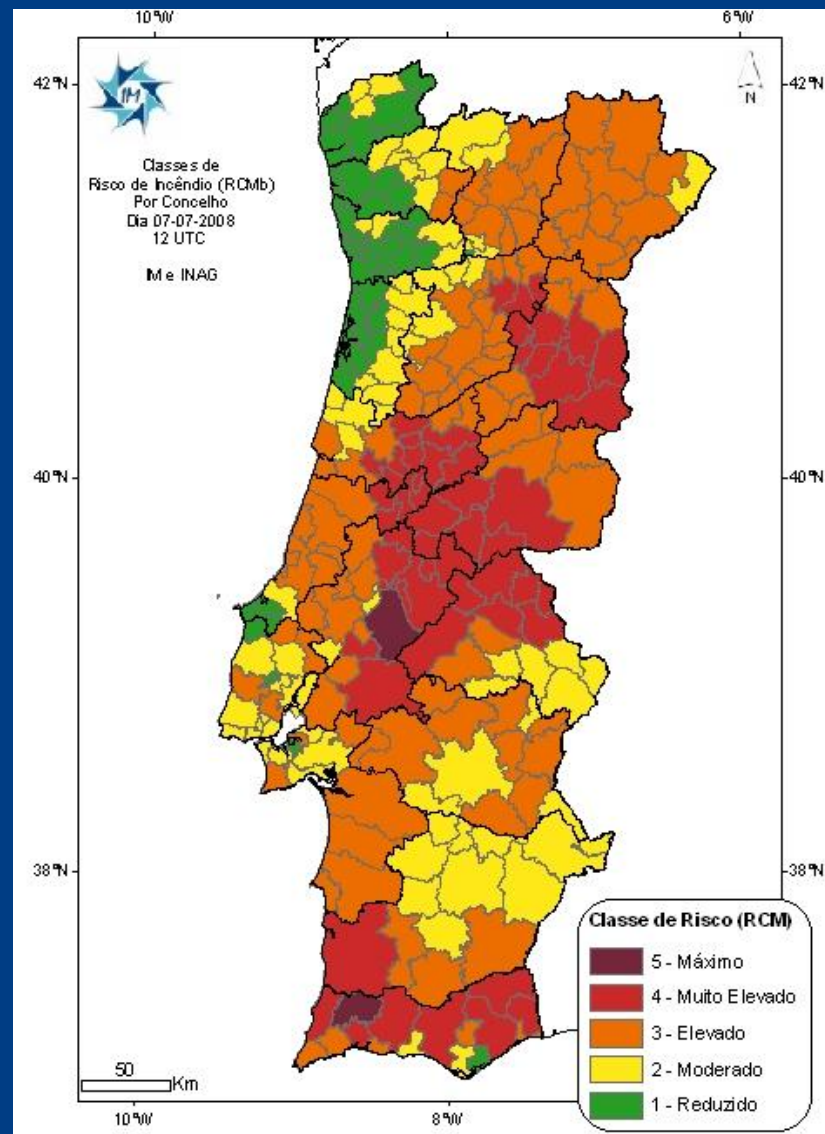 10°W
6°W
42°N
42°N
IM
N
Classes de
Risco de Incêndio (RCMb)
Por Concelho
Dia 07-07-2008
12 UTC
IM e INAG
40°N
40°N
38°N
38°N
Classe de Risco (RCM)
5 - Máximo
4 - Muito Elevado
3 - Elevado
2 - Moderado
1 - Reduzido
50
Km
10°W
8°W